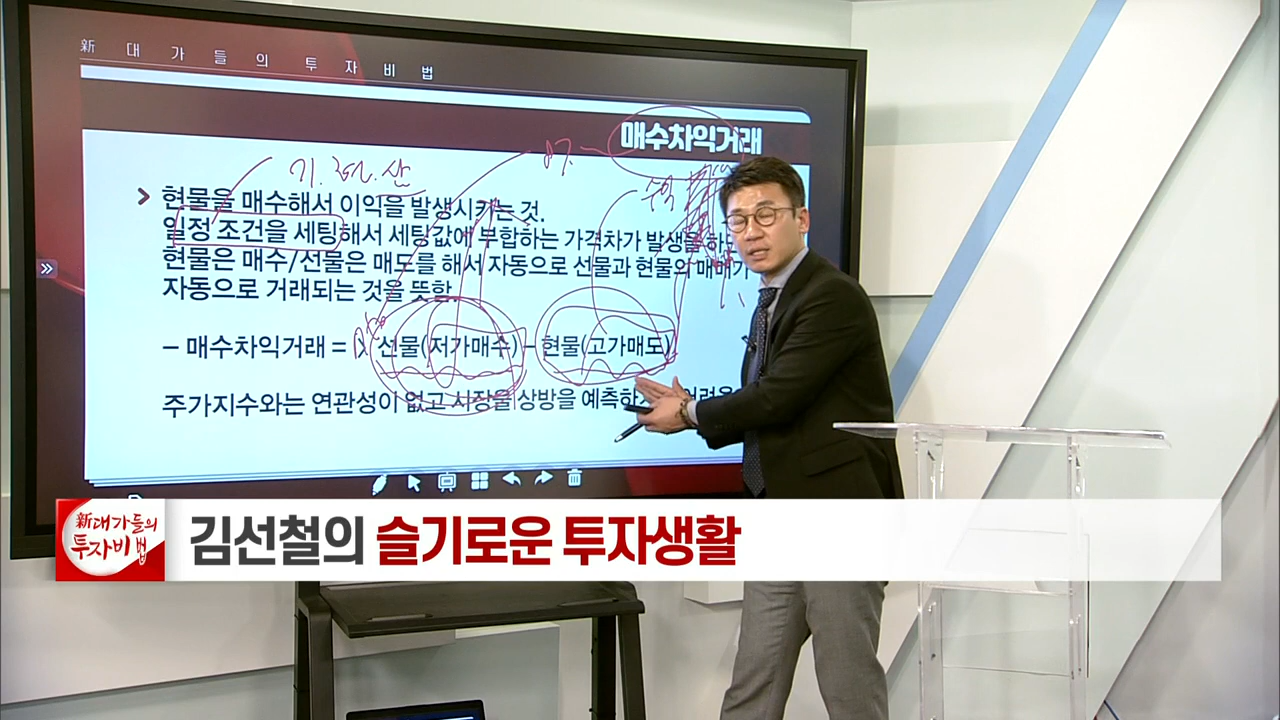 新 대 가 들 의 투 자 비 법
매수차익거래
기. 현. 산
수익
현물을 매수해서 이익을 발생시키는 것.
일정 조건을 세팅해서 세팅값에 부합하는 가격차가 발생을 하
현물은 매수/선물은 매도를 해서 자동으로 선물과 현물의 매매가
자동으로 거래되는 것을 뜻함.
– 매수차익거래 = 선물(저가매수) – 현물(고가매도)
주가지수와는 연관성이 없고 시장을 상방을 예측하
新대가들의
투자비법
김선철의 슬기로운 투자생활